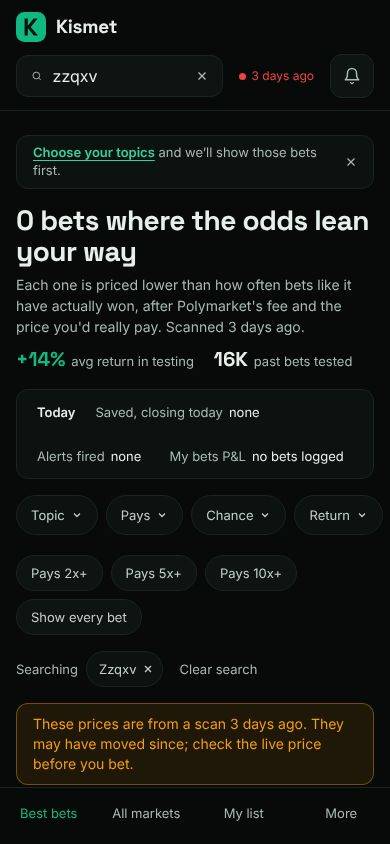 Kismet
zzqxv
3 days ago
Choose your topics and we'll show those bets
first.
0 bets where the odds lean
your way
Each one is priced lower than how often bets like it
have actually won, after Polymarket's fee and the
price you'd really pay. Scanned 3 days ago.
+14% avg return in testing 16K past bets tested
Today Saved, closing today none
Alerts fired none My bets P&L no bets logged
Topic Pays Chance Return
Pays 2x+ Pays 5x+ Pays 10x+
Show every bet
Searching Zzqxv × Clear search
These prices are from a scan 3 days ago. They
may have moved since; check the live price
before you bet.
Best bets All markets My list More